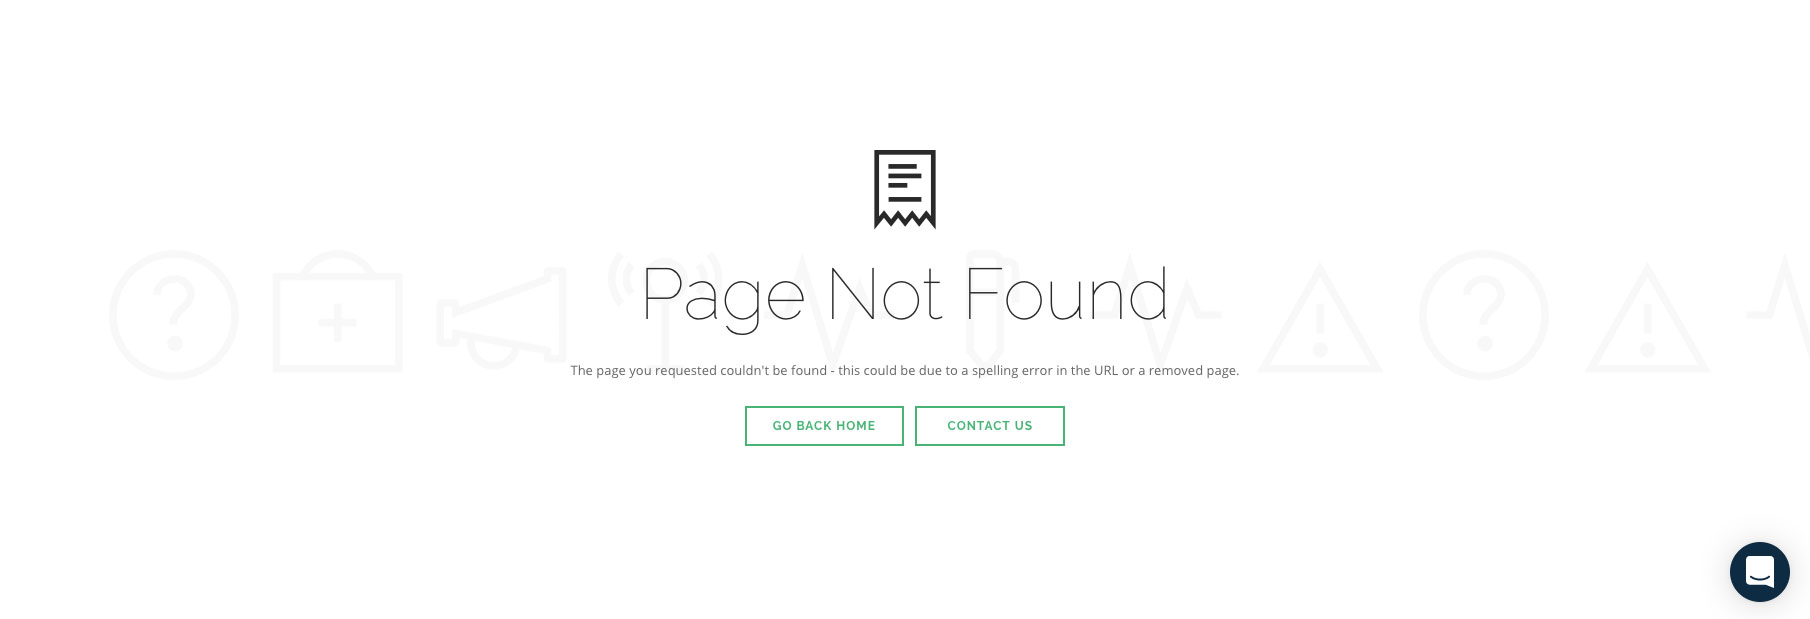 Page Not Found
The page you requested couldn't be found - this could be due to a spelling error in the URL or a removed page.
GO BACK HOME
CONTACT US